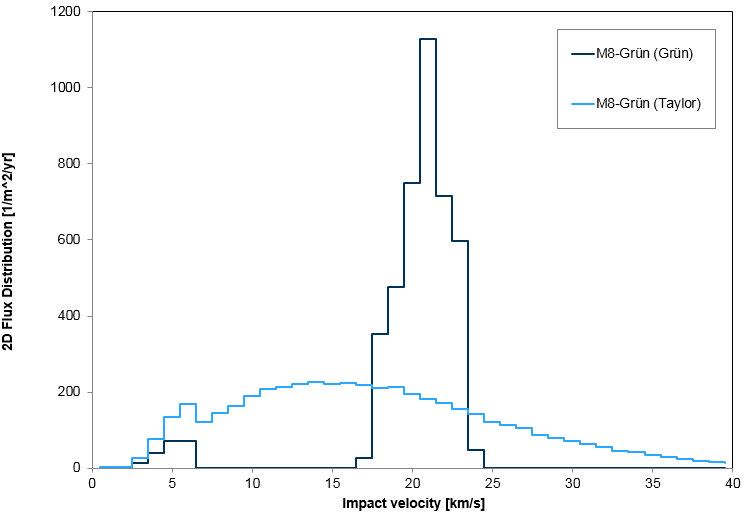 1200
1000
800
600
400
200
0
2D Flux Distribution [1/m^2/yr]
M8-Grün (Grün)
M8-Grün (Taylor)
0 5 10 15 20 25 30 35 40
Impact velocity [km/s]